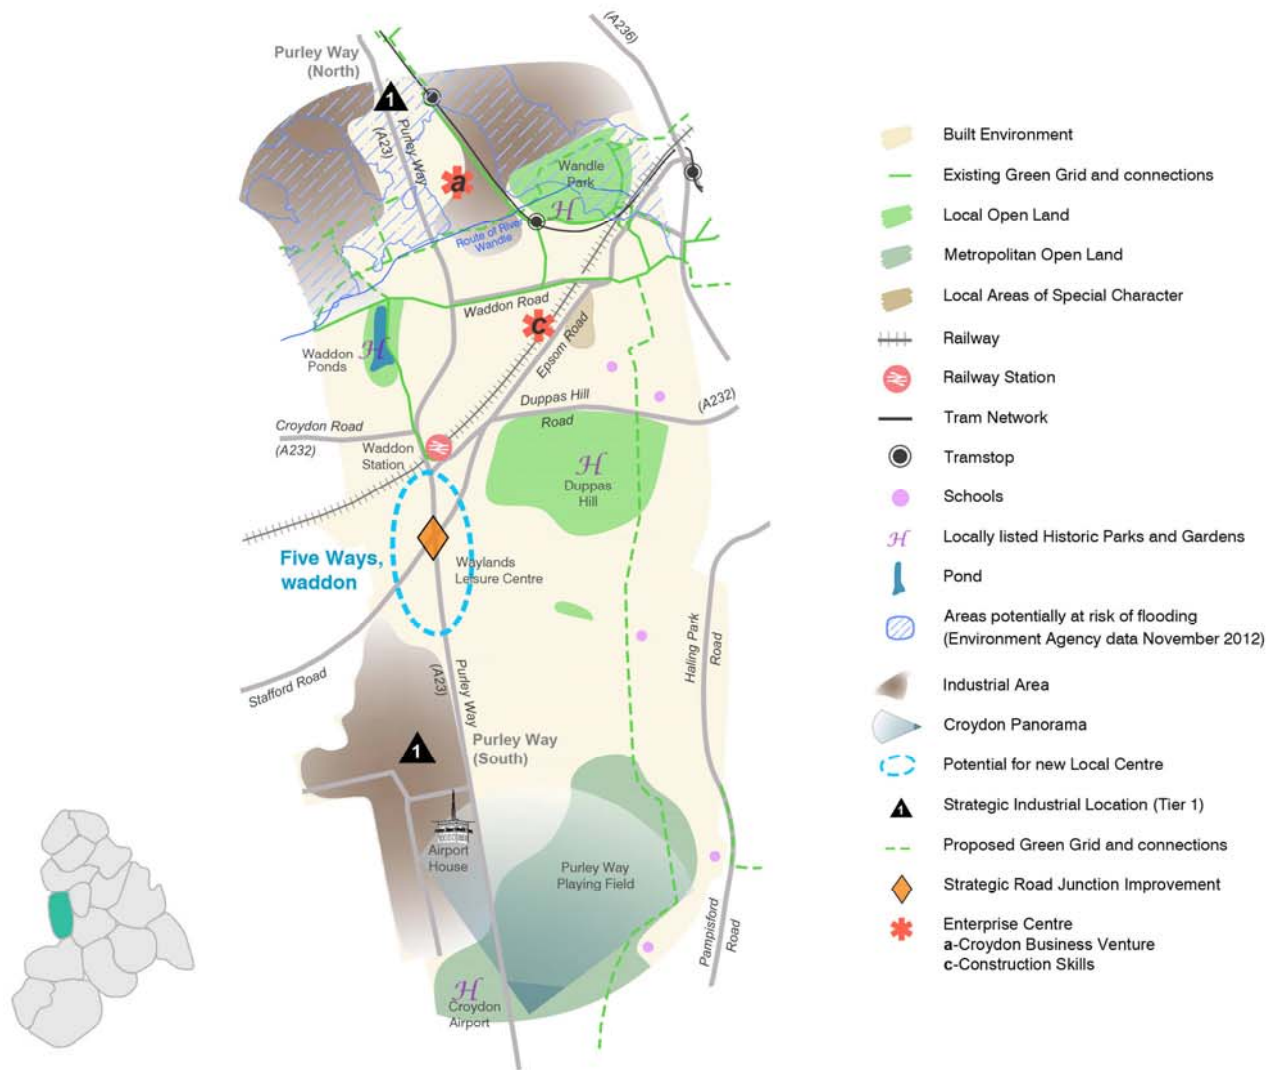 Purley Way
(North)
(A236)
1
Purley Way
(A23)
a
Wandle
Park
H
Route of River
Wandle
Waddon Road
c
Epsom Road
Waddon
Ponds
H
Duppas Hill
Road
(A232)
Croydon Road
(A232)
Waddon
Station
H
Duppas
Hill
Five Ways,
waddon
Waylands
Leisure Centre
Haling Park
Road
Stafford Road
(A23)
Purley Way
1
Purley Way
(South)
Airport
House
Purley Way
Playing Field
Pampisford
Road
H
Croydon
Airport
Built Environment
Existing Green Grid and connections
Local Open Land
Metropolitan Open Land
Local Areas of Special Character
Railway
Railway Station
Tram Network
Tramstop
Schools
H
Locally listed Historic Parks and Gardens
Pond
Areas potentially at risk of flooding
(Environment Agency data November 2012)
Industrial Area
Croydon Panorama
Potential for new Local Centre
1
Strategic Industrial Location (Tier 1)
Proposed Green Grid and connections
Strategic Road Junction Improvement
Enterprise Centre
a-Croydon Business Venture
c-Construction Skills